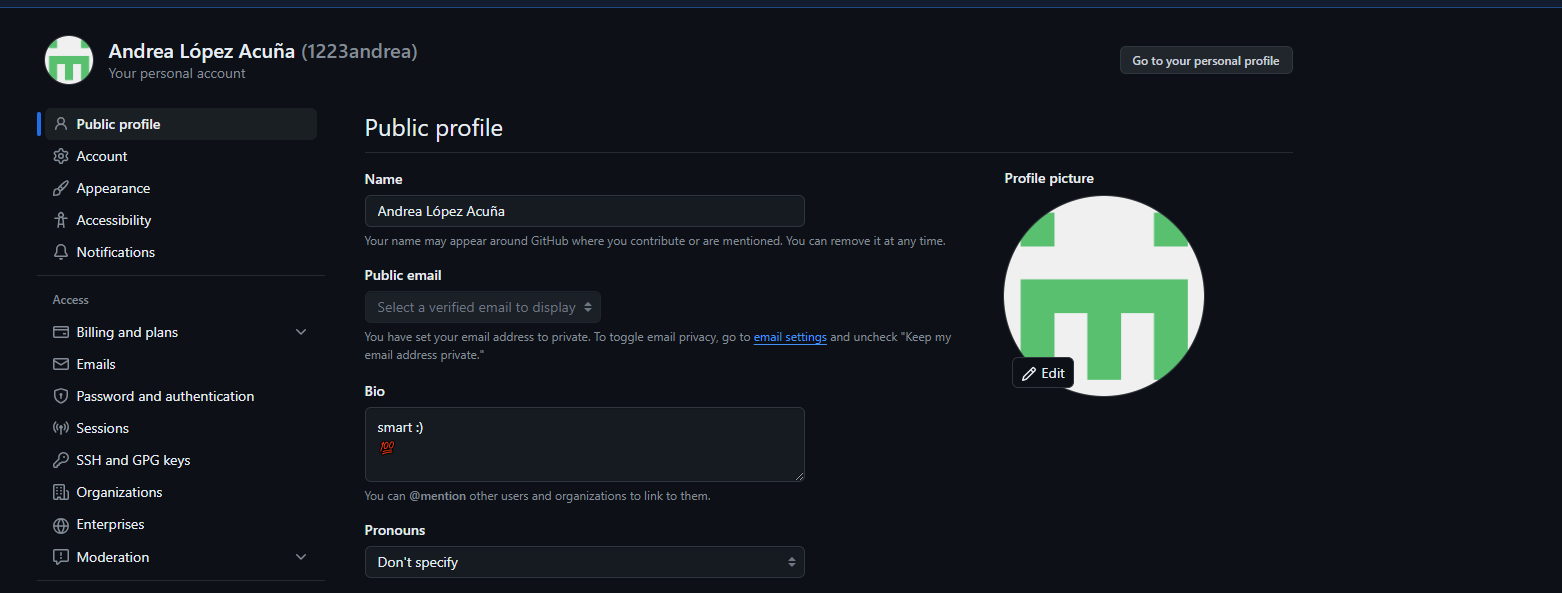 Andrea López Acuña (1223andrea)
Your personal account
Go to your personal profile
Public profile
Account
Appearance
Accessibility
Notifications
Access
Billing and plans
Emails
Password and authentication
Sessions
SSH and GPG keys
Organizations
Enterprises
Moderation
Public profile
Name
Andrea López Acuña
Your name may appear around GitHub where you contribute or are mentioned. You can remove it at any time.
Public email
Select a verified email to display
You have set your email address to private. To toggle email privacy, go to email settings and uncheck "Keep my
email address private."
Bio
smart :)
💯
You can @mention other users and organizations to link to them.
Pronouns
Don't specify
Profile picture
Edit